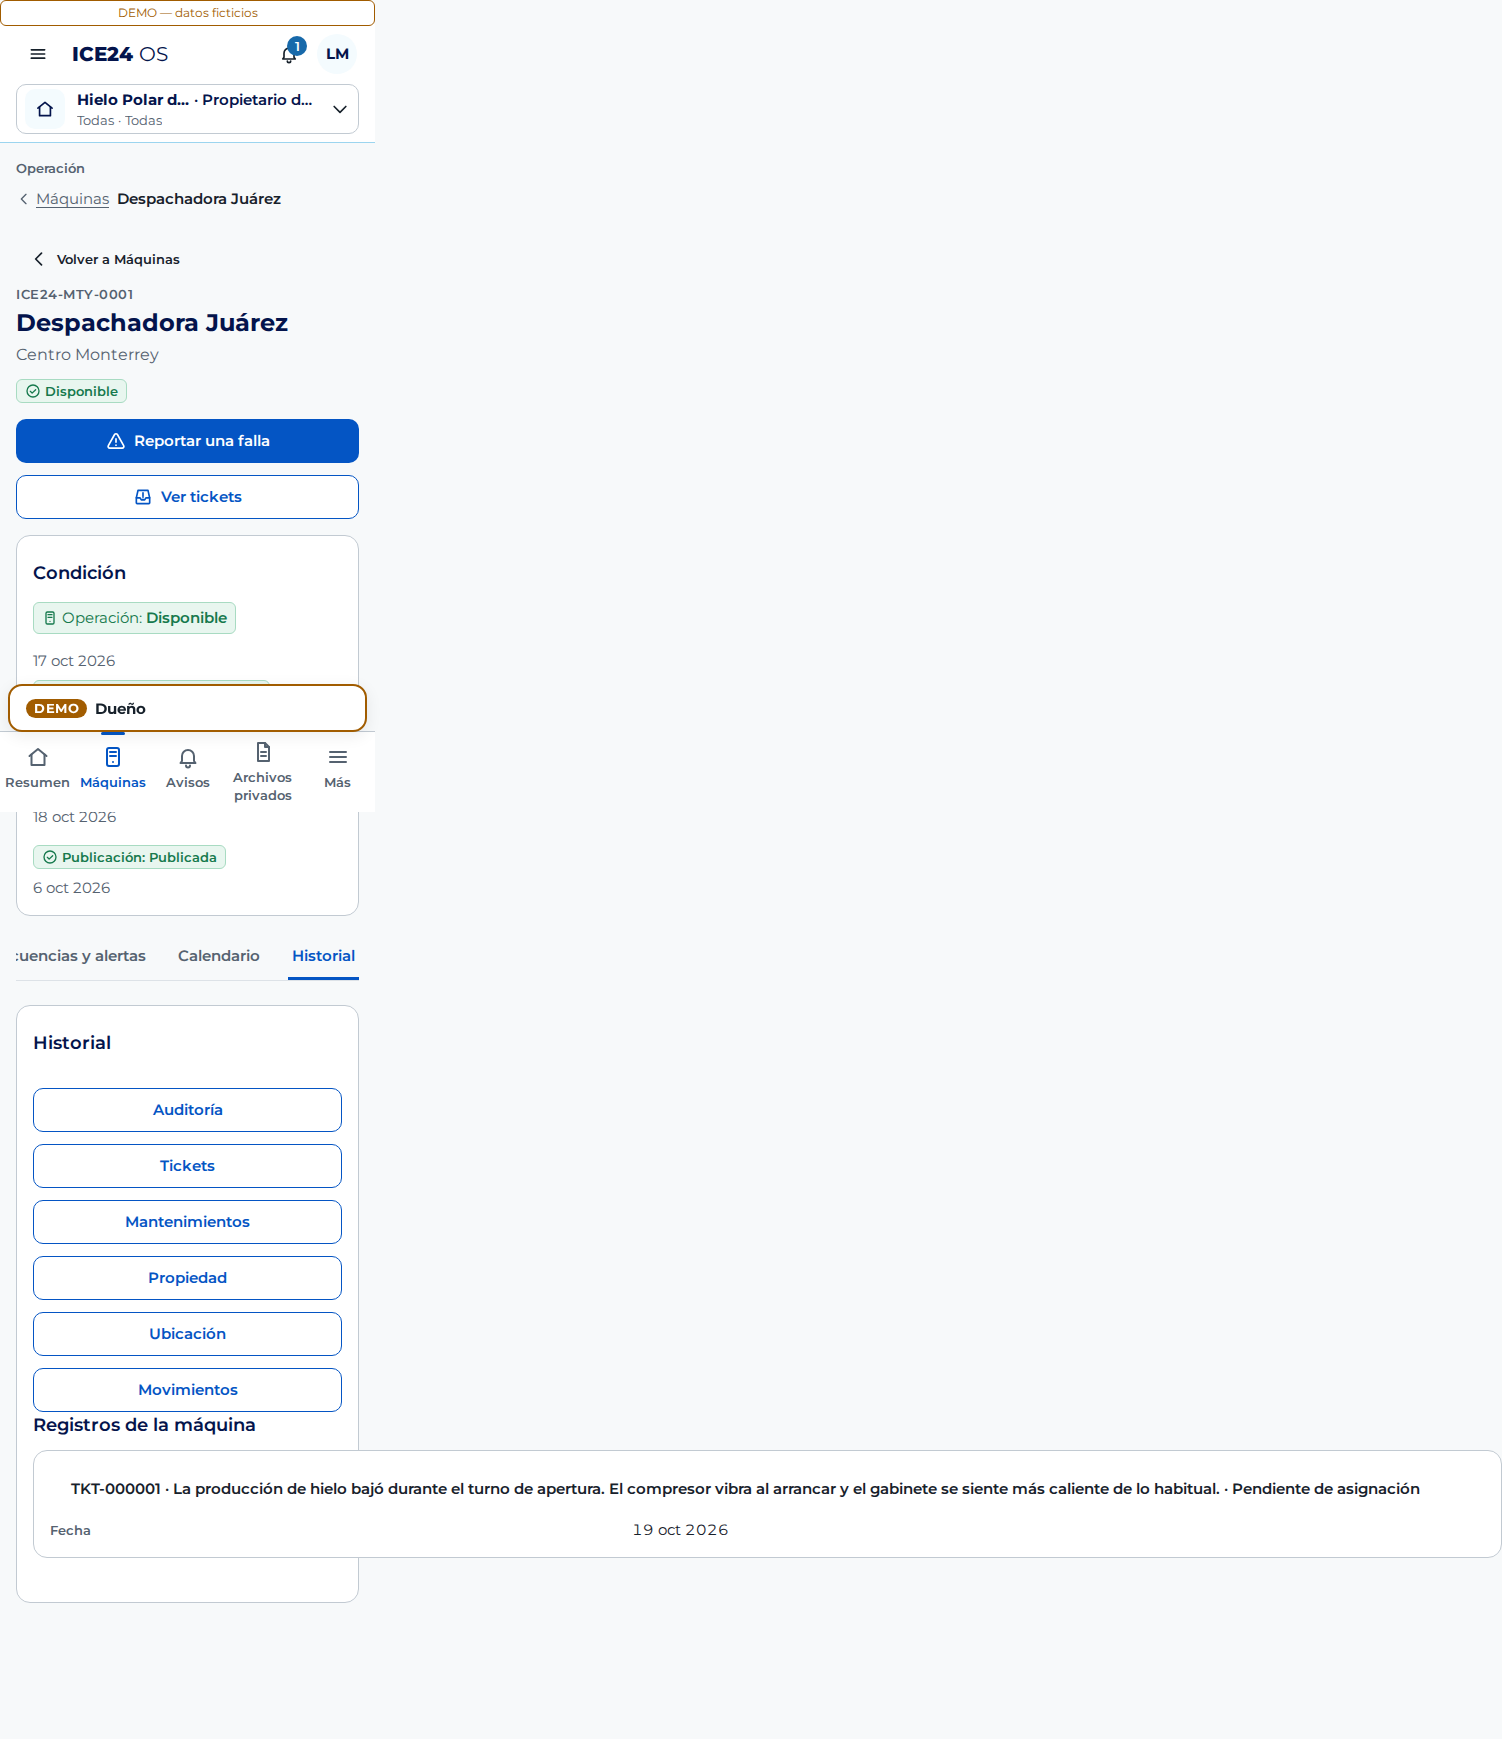 DEMO — datos ficticios
ICE24 OS
1
LM
Hielo Polar d... · Propietario d...
Todas · Todas
Operación
Máquinas Despachadora Juárez
Volver a Máquinas
ICE24-MTY-0001
Despachadora Juárez
Centro Monterrey
Disponible
Reportar una falla
Ver tickets
Condición
Operación: Disponible
17 oct 2026
DEMO Dueño
Resumen
Máquinas
Avisos
Archivos privados
Más
18 oct 2026
Publicación: Publicada
6 oct 2026
cuencias y alertas
Calendario
Historial
Historial
Auditoría
Tickets
Mantenimientos
Propiedad
Ubicación
Movimientos
Registros de la máquina
TKT-000001 · La producción de hielo bajó durante el turno de apertura. El compresor vibra al arrancar y el gabinete se siente más caliente de lo habitual. · Pendiente de asignación
Fecha 19 oct 2026